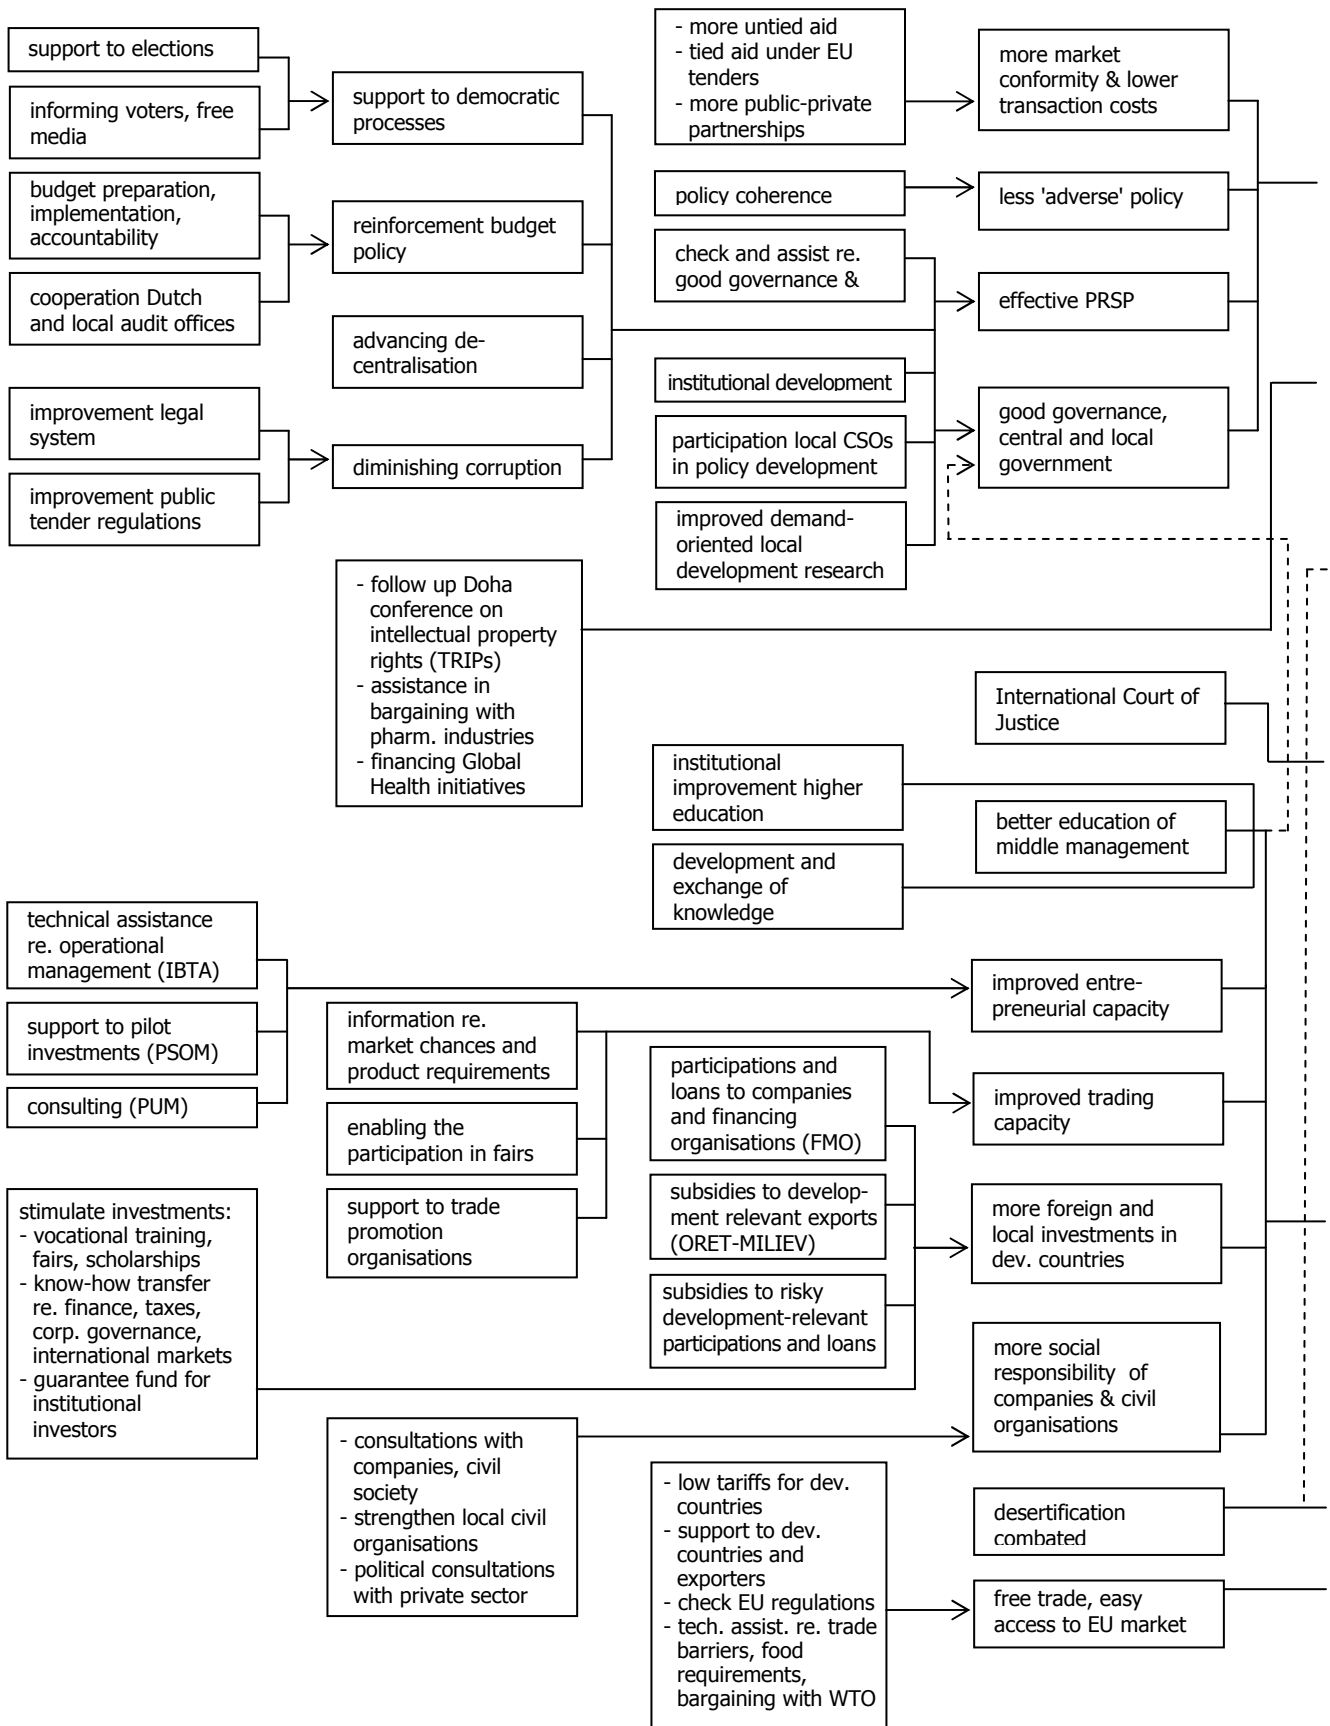 support to elections
informing voters, free
media
budget preparation,
implementation,
accountability
cooperation Dutch
and local audit offices
improvement legal
system
improvement public
tender regulations
support to democratic
processes
reinforcement budget
policy
advancing de-
centralisation
diminishing corruption
- more untied aid
- tied aid under EU
tenders
- more public-private
partnerships
policy coherence
check and assist re.
good governance &
institutional development
participation local CSOs
in policy development
improved demand-
oriented local
development research
more market
conformity & lower
transaction costs
less 'adverse' policy
effective PRSP
good governance,
central and local
government
- follow up Doha
conference on
intellectual property
rights (TRIPs)
- assistance in
bargaining with
pharm. industries
- financing Global
Health initiatives
International Court of
Justice
institutional
improvement higher
education
better education of
middle management
development and
exchange of
knowledge
technical assistance
re. operational
management (IBTA)
support to pilot
investments (PSOM)
consulting (PUM)
information re.
market chances and
product requirements
enabling the
participation in fairs
support to trade
promotion
organisations
participations and
loans to companies
and financing
organisations (FMO)
subsidies to develop-
ment relevant exports
(ORET-MILIEV)
subsidies to risky
development-relevant
participations and loans
improved entre-
preneurial capacity
improved trading
capacity
more foreign and
local investments in
dev. countries
more social
responsibility of
companies & civil
organisations
stimulate investments:
- vocational training,
fairs, scholarships
- know-how transfer
re. finance, taxes,
corp. governance,
international markets
- guarantee fund for
institutional
investors
- consultations with
companies, civil
society
- strengthen local civil
organisations
- political consultations
with private sector
- low tariffs for dev.
countries
- support to dev.
countries and
exporters
- check EU regulations
- tech. assist. re. trade
barriers, food
requirements,
bargaining with WTO
desertification
combated
free trade, easy
access to EU market